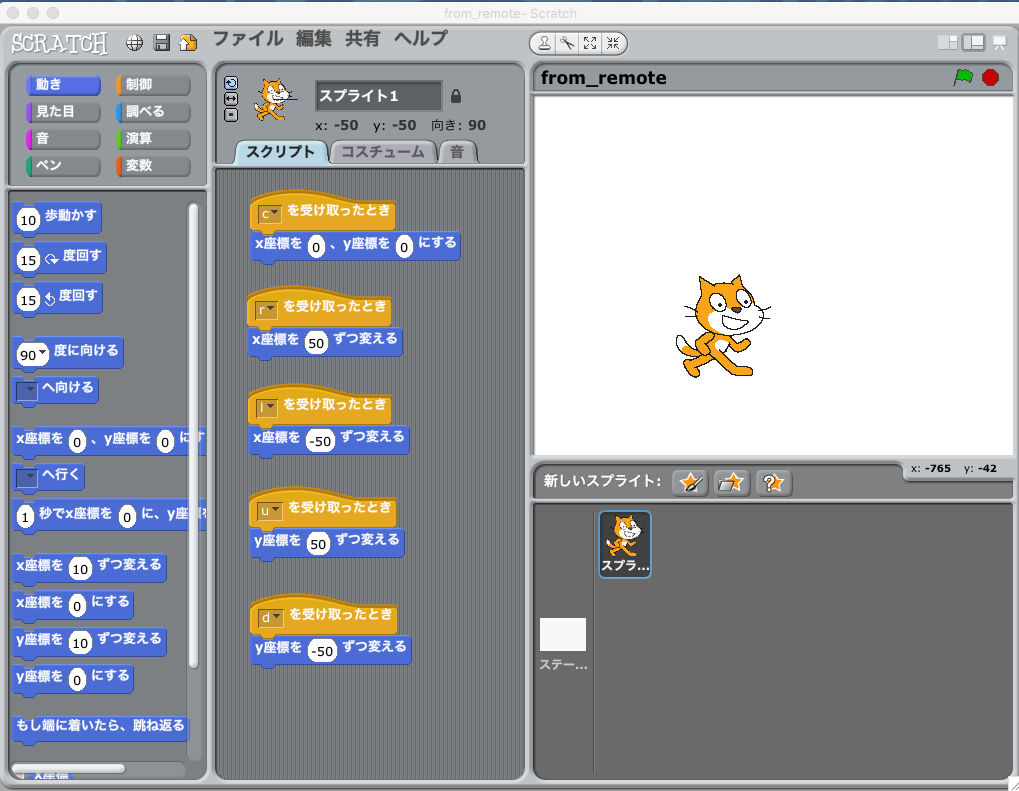 from_remote- Scratch
SCRATCH ファイル 編集 共有 ヘルプ
動き 制御
見た目 調べる
音 演算
ペン 変数
10 歩動かす
15 度回す
15 度回す
90 度に向ける
へ向ける
x座標を 0 、y座標を 0 にす
へ行く
1 秒でx座標を 0 に、y座標を
x座標を 10 ずつ変える
x座標を 0 にする
y座標を 10 ずつ変える
y座標を 0 にする
もし端に着いたら、跳ね返る
x座標
スプライト1
x: -50 y: -50 向き: 90
スクリプト コスチューム 音
c を受け取ったとき
x座標を 0 、y座標を 0 にする
r を受け取ったとき
x座標を 50 ずつ変える
l を受け取ったとき
x座標を -50 ずつ変える
u を受け取ったとき
y座標を 50 ずつ変える
d を受け取ったとき
y座標を -50 ずつ変える
from_remote
x: -765 y: -42
新しいスプライト:
スプラ...
ステー...